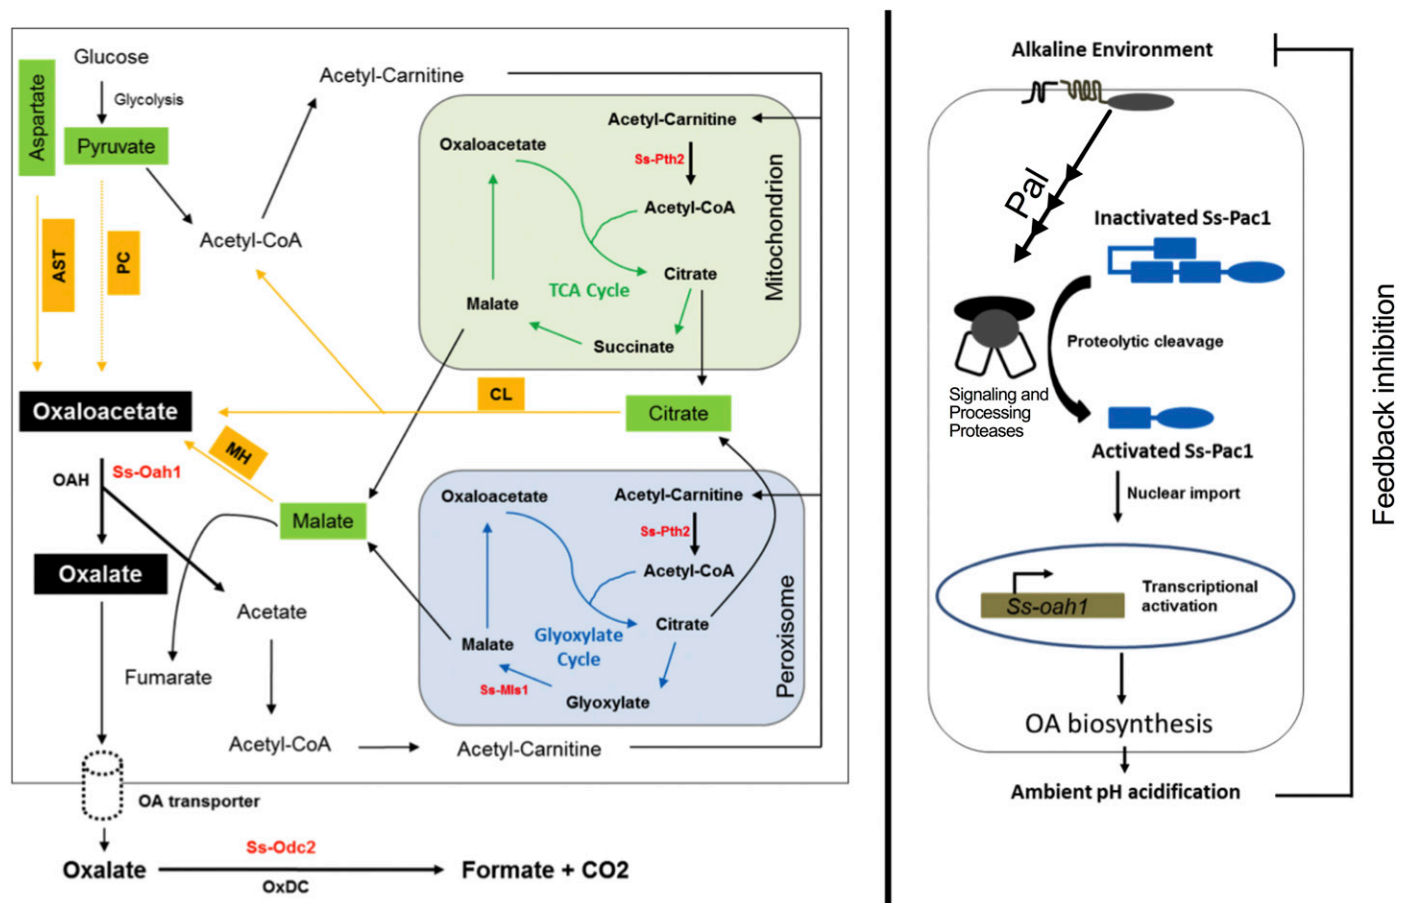 Glucose
Acetyl-Carnitine
Aspartate
Glycolysis
Pyruvate
Acetyl-CoA
AST
PC
Acetyl-Carnitine
Oxaloacetate
Ss-Pth2
Acetyl-CoA
Citrate
TCA Cycle
Malate
Succinate
Mitochondrion
CL
Oxaloacetate
Citrate
MH
OAH
Ss-Oah1
Malate
Oxalate
Acetate
Fumarate
Oxaloacetate
Acetyl-Carnitine
Ss-Pth2
Acetyl-CoA
Citrate
Glyoxylate
Cycle
Malate
Ss-Mls1
Glyoxylate
Peroxisome
Acetyl-CoA
Acetyl-Carnitine
OA transporter
Oxalate
Ss-Odc2
OxDC
Formate + CO2
Alkaline Environment
Pal
Inactivated Ss-Pac1
Proteolytic cleavage
Signaling and
Processing
Proteases
Activated Ss-Pac1
Nuclear import
Ss-oah1
Transcriptional
activation
OA biosynthesis
Ambient pH acidification
Feedback inhibition